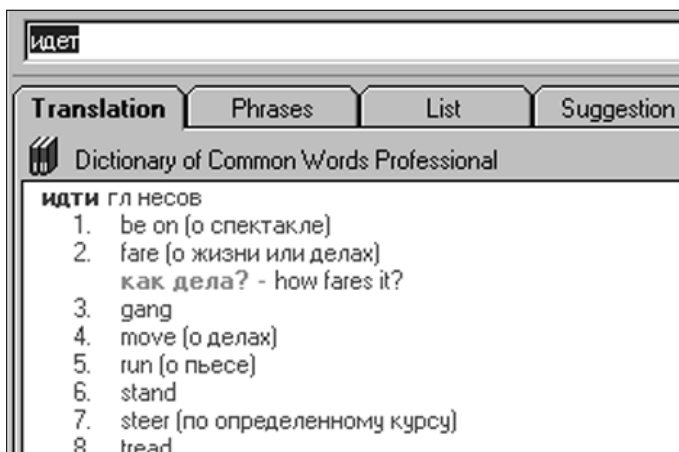 идет
Translation Phrases List Suggestion
Dictionary of Common Words Professional
идти гл несов
1. be on (о спектакле)
2. fare (о жизни или делах)
как дела? - how fares it?
3. gang
4. move (о делах)
5. run (о пьесе)
6. stand
7. steer (по определенному курсу)
8. tread